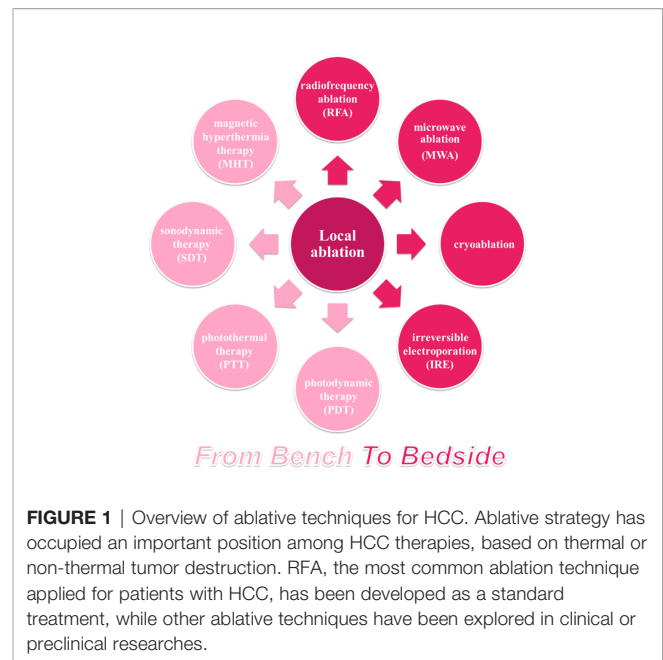 radiofrequency
ablation
(RFA)
microwave
ablation
(MWA)
cryoablation
irreversible
electroporation
(IRE)
photodynamic
therapy
(PDT)
photothermal
therapy
(PTT)
sonodynamic
therapy
(SDT)
magnetic
hyperthermia
therapy
(MHT)
Local
ablation
From Bench To Bedside
FIGURE 1 | Overview of ablative techniques for HCC. Ablative strategy has
occupied an important position among HCC therapies, based on thermal or
non-thermal tumor destruction. RFA, the most common ablation technique
applied for patients with HCC, has been developed as a standard
treatment, while other ablative techniques have been explored in clinical or
preclinical researches.